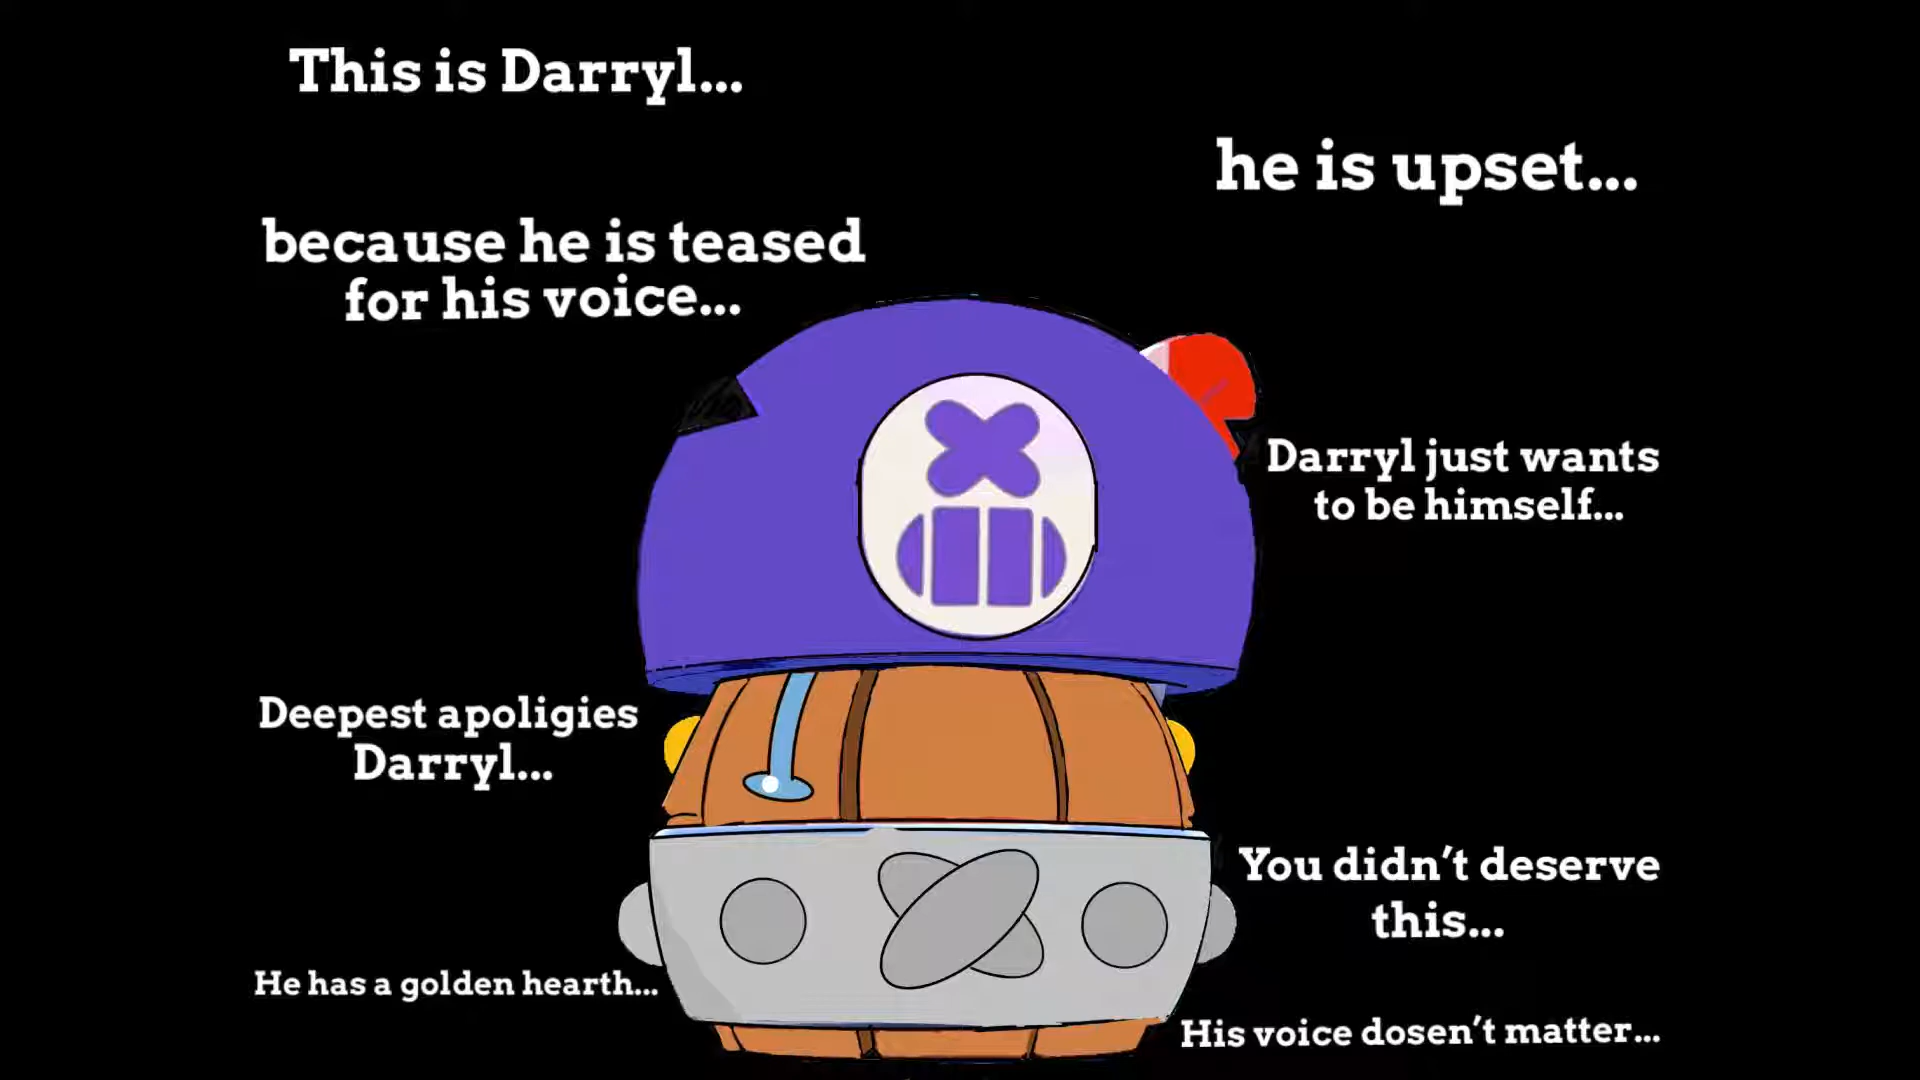 This is Darryl...
he is upset...
because he is teased
for his voice...
Darryl just wants
to be himself...
Deepest apoligies
Darryl...
You didn't deserve
this...
He has a golden hearth...
His voice dosen't matter...